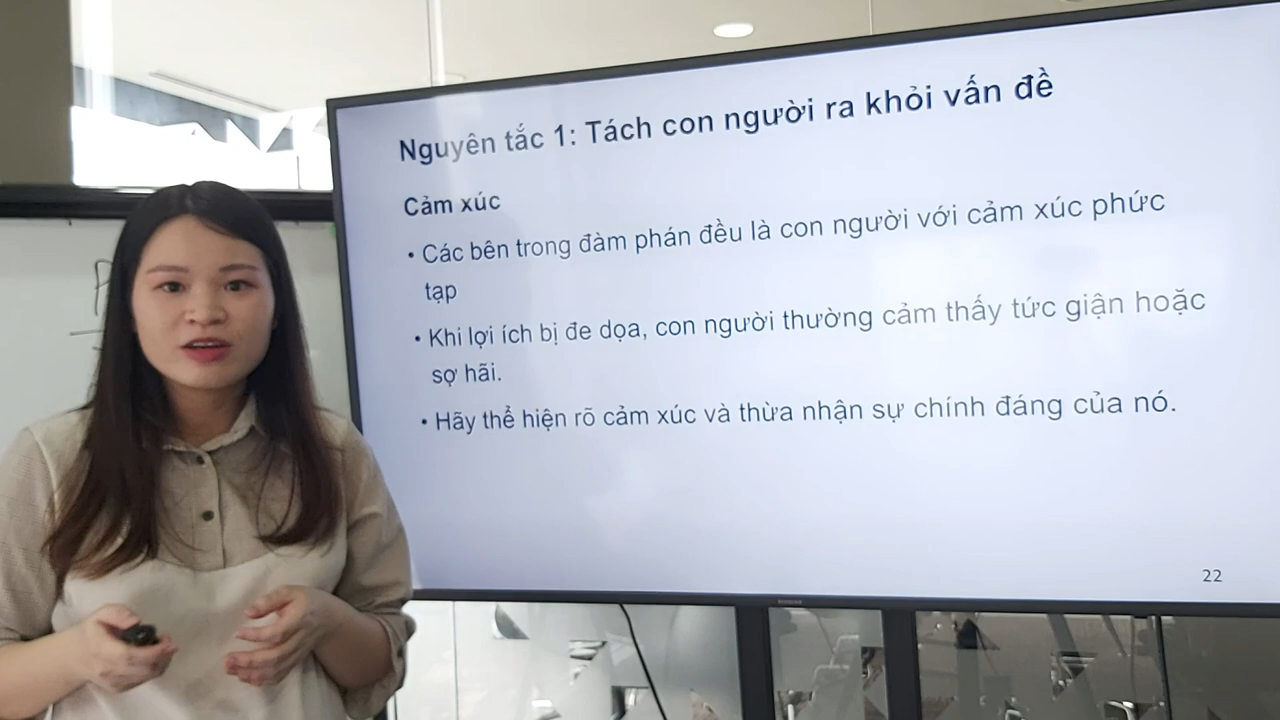 Nguyên tắc 1: Tách con người ra khỏi vấn đề
Cảm xúc
• Các bên trong đàm phán đều là con người với cảm xúc phức
tạp
• Khi lợi ích bị đe dọa, con người thường cảm thấy tức giận hoặc
sợ hãi.
• Hãy thể hiện rõ cảm xúc và thừa nhận sự chính đáng của nó.
22